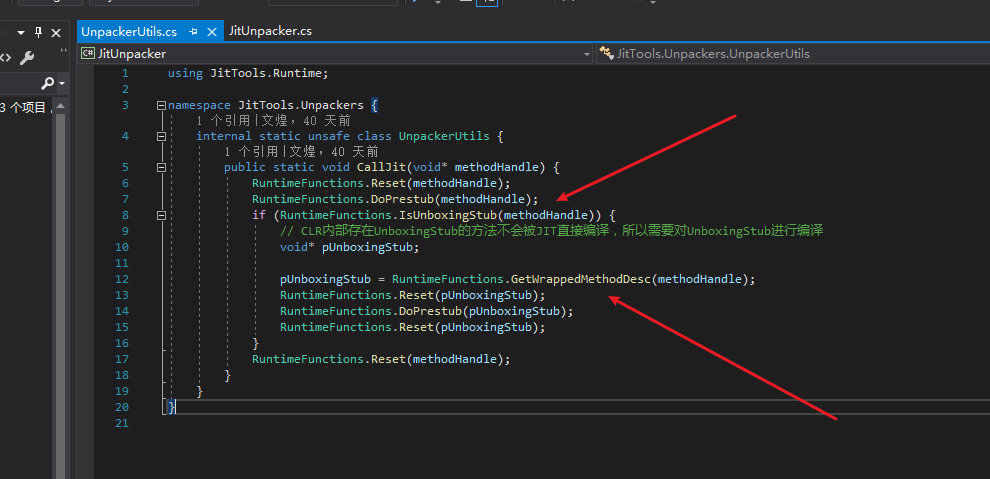 UnpackerUtils.cs
JitUnpacker.cs
C# JitUnpacker
JitTools.Unpackers.UnpackerUtils
3 个项目,
1 using JitTools.Runtime;
2
3 namespace JitTools.Unpackers {
1 个引用|文煌，40 天前
4 internal static unsafe class UnpackerUtils {
1 个引用|文煌，40 天前
5 public static void CallJit(void* methodHandle) {
6 RuntimeFunctions.Reset(methodHandle);
7 RuntimeFunctions.DoPrestub(methodHandle);
8 if (RuntimeFunctions.IsUnboxingStub(methodHandle)) {
9 // CLR内部存在UnboxingStub的方法不会被JIT直接编译，所以需要对UnboxingStub进行编译
10 void* pUnboxingStub;
11
12 pUnboxingStub = RuntimeFunctions.GetWrappedMethodDesc(methodHandle);
13 RuntimeFunctions.Reset(pUnboxingStub);
14 RuntimeFunctions.DoPrestub(pUnboxingStub);
15 RuntimeFunctions.Reset(pUnboxingStub);
16 }
17 RuntimeFunctions.Reset(methodHandle);
18 }
19 }
20 }
21